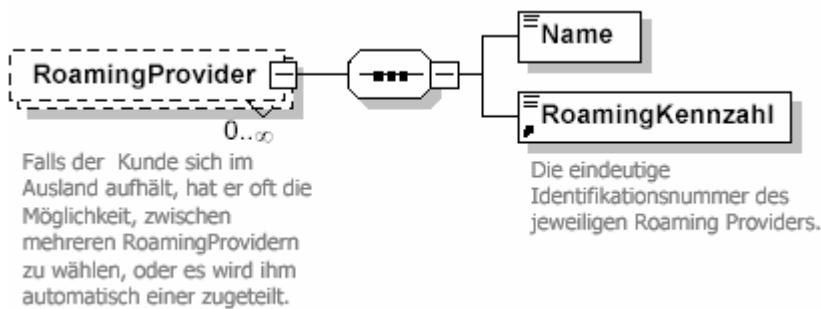 RoamingProvider
0..∞
Falls der Kunde sich im
Ausland aufhält, hat er oft die
Möglichkeit, zwischen
mehreren RoamingProvidern
zu wählen, oder es wird ihm
automatisch einer zugeteilt.
Name
RoamingKennzahl
Die eindeutige
Identifikationsnummer des
jeweiligen Roaming Providers.